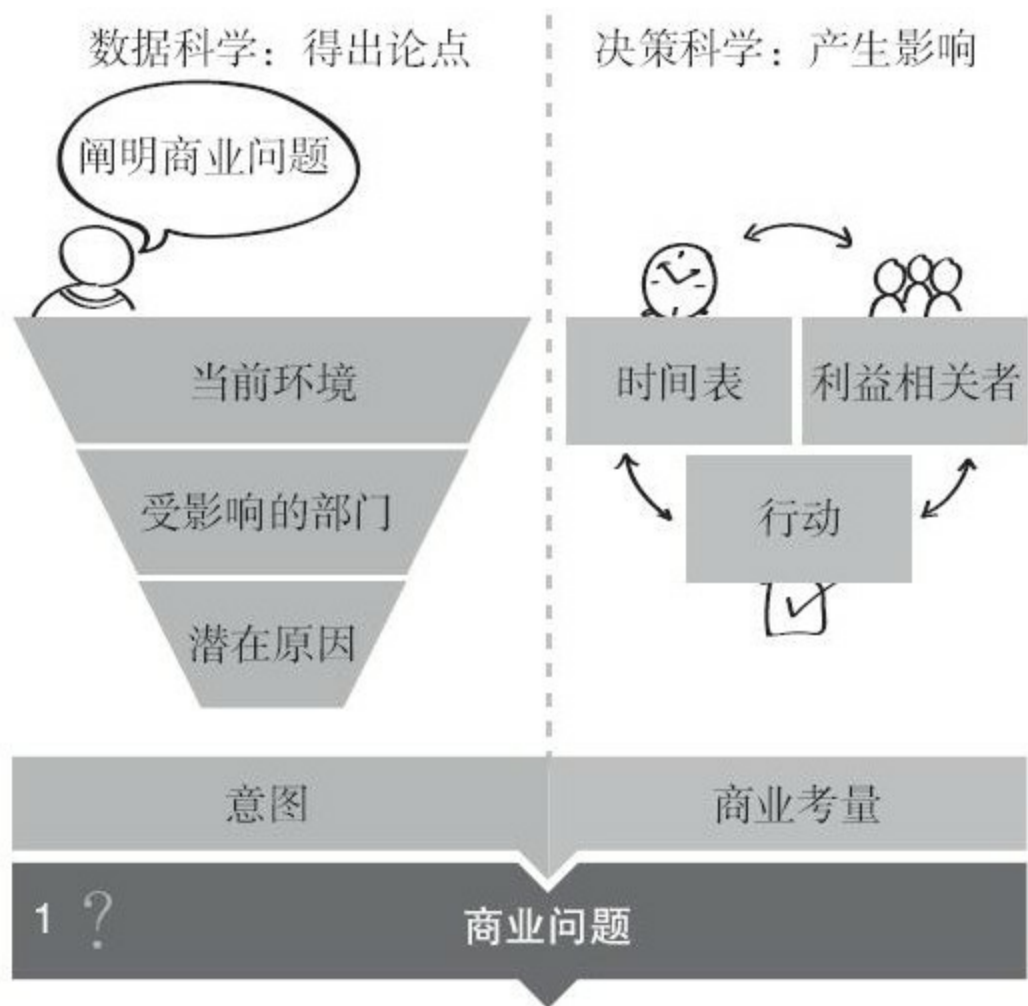 数据科学：得出论点
决策科学：产生影响
阐明商业问题
当前环境
受影响的部门
潜在原因
时间表
利益相关者
行动
意图
商业考量
1 ?
商业问题